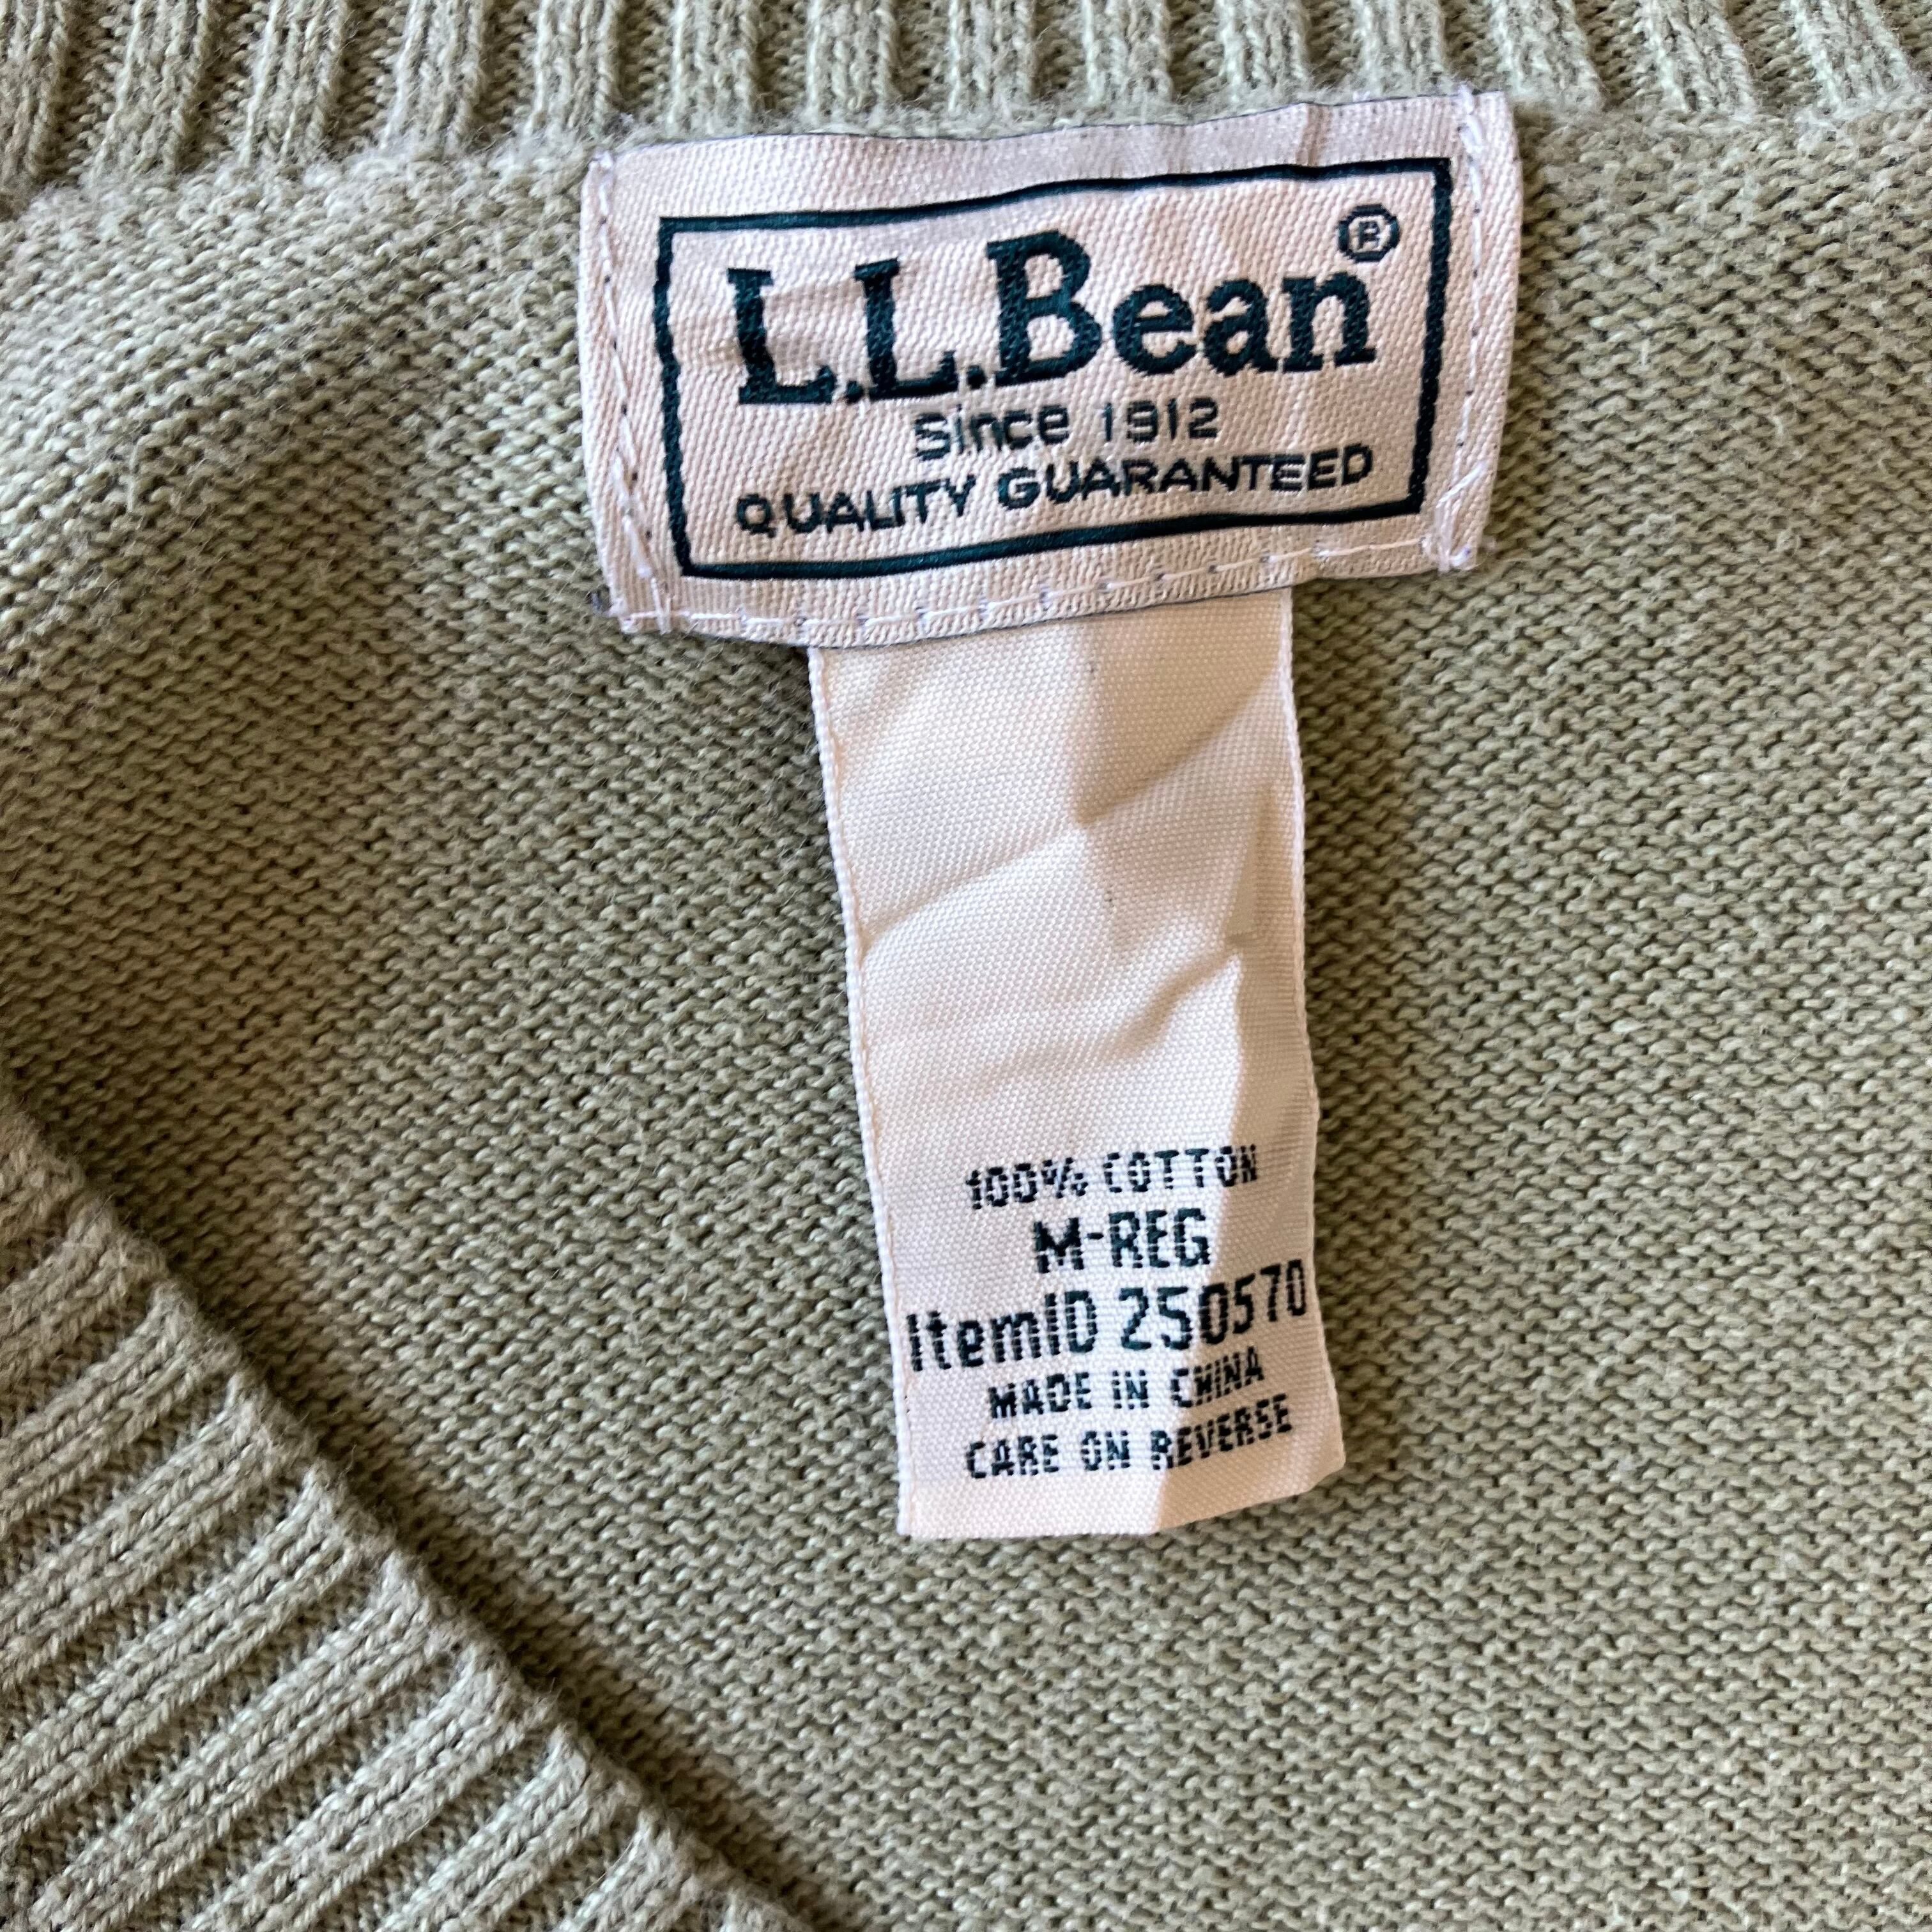 L.L.Bean®
Since 1912
QUALITY GUARANTEED
100% COTTON
M-REG
ItemID 250570
MADE IN CHINA
CARE ON REVERSE